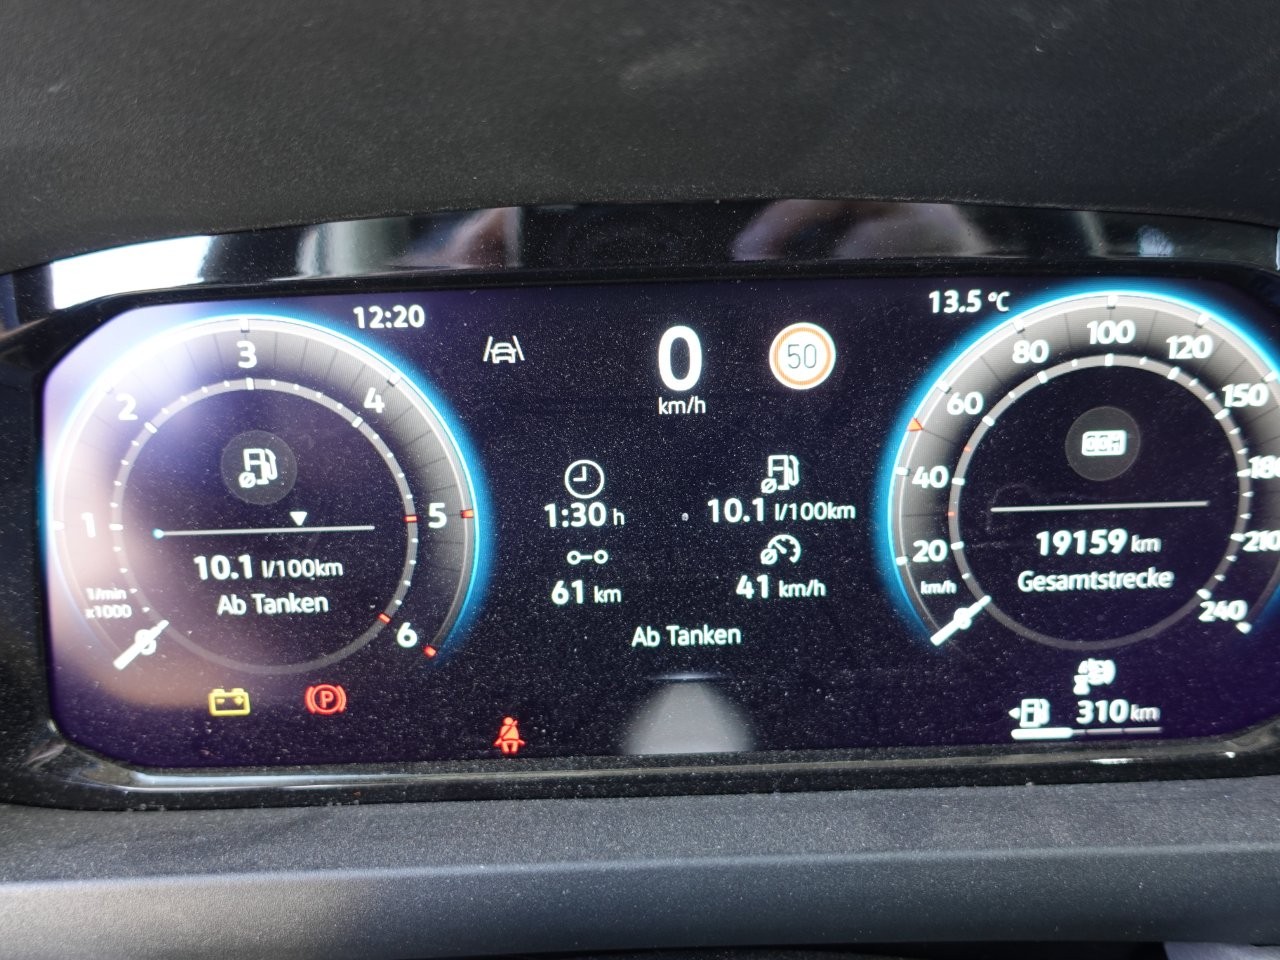 12:20
13.5 °C
1
2
3
4
5
6
1/min
x1000
10.1 l/100km
Ab Tanken
0
km/h
50
1:30 h
10.1 l/100km
61 km
41 km/h
Ab Tanken
20
40
60
80
100
120
150
180
210
240
km/h
19159 km
Gesamtstrecke
P
310 km